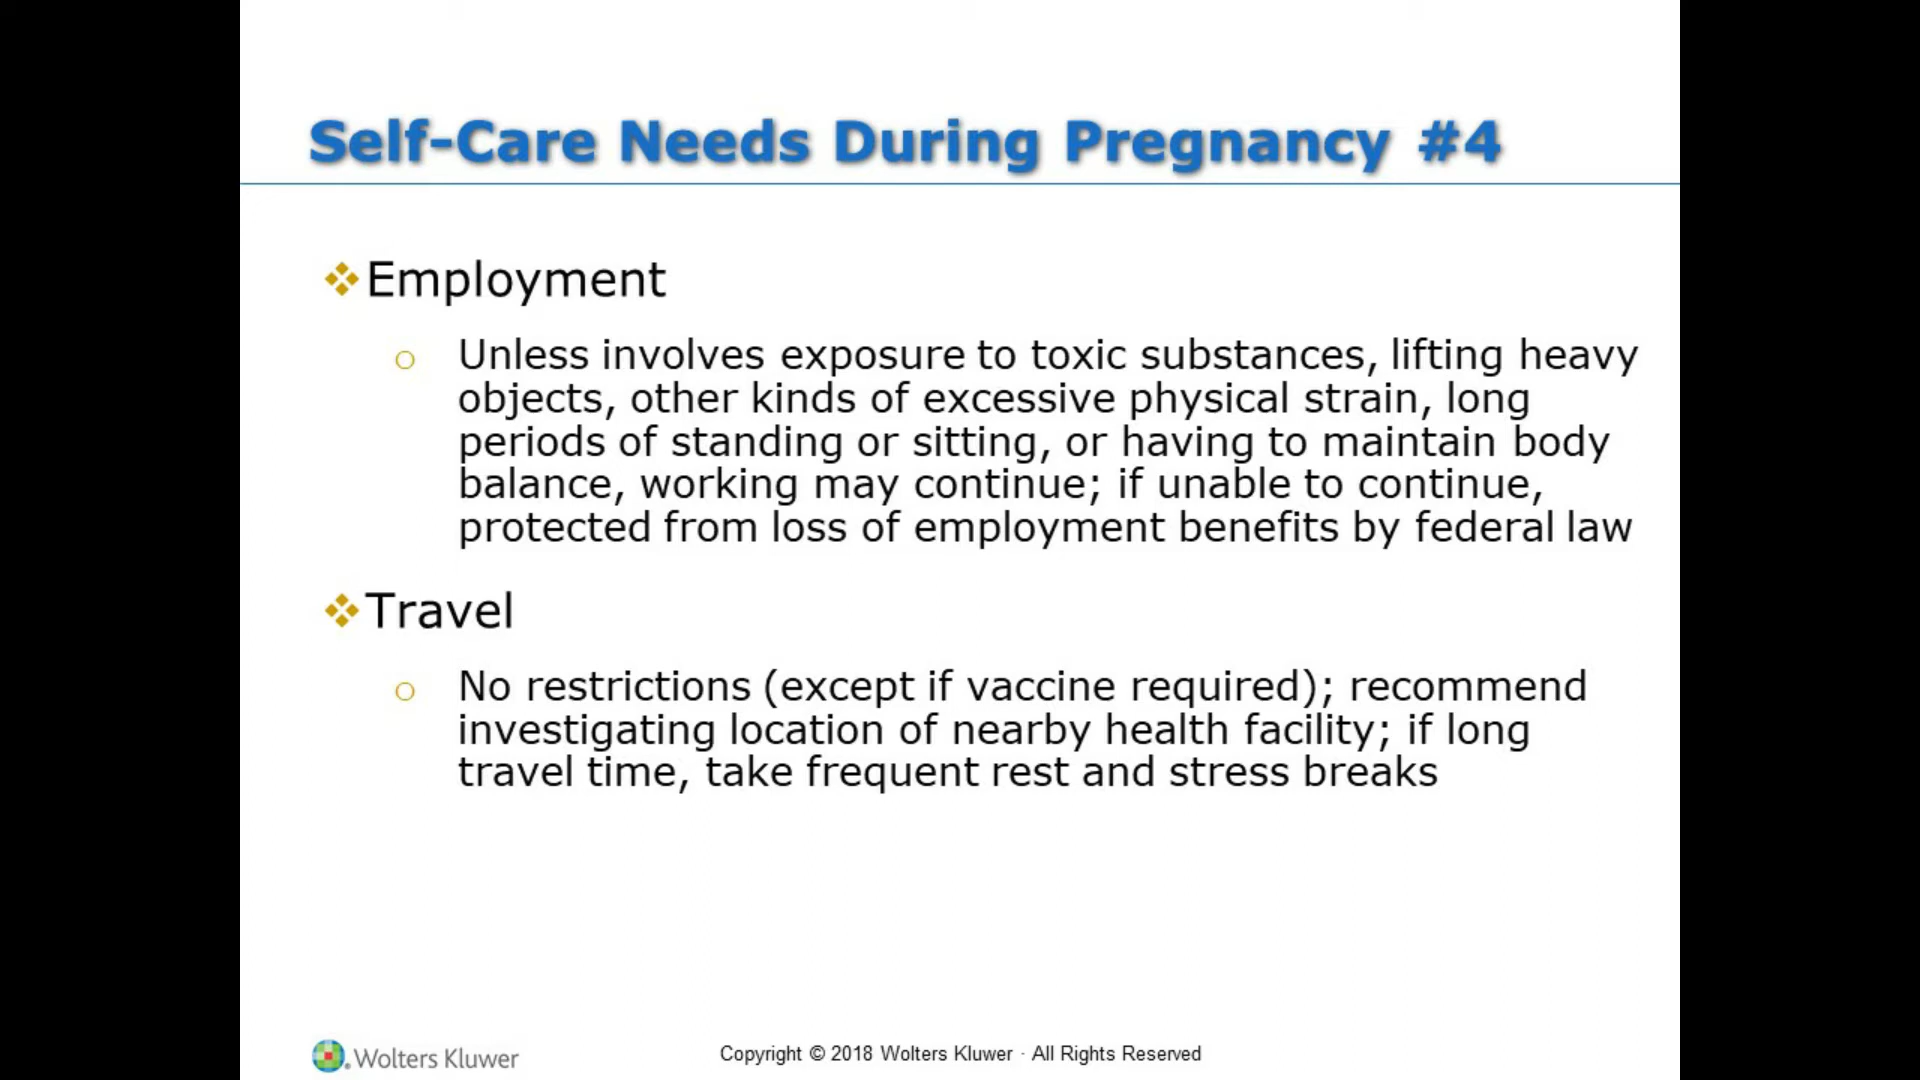 Self-Care Needs During Pregnancy #4
Employment
Unless involves exposure to toxic substances, lifting heavy
objects, other kinds of excessive physical strain, long
periods of standing or sitting, or having to maintain body
balance, working may continue; if unable to continue,
protected from loss of employment benefits by federal law
Travel
No restrictions (except if vaccine required); recommend
investigating location of nearby health facility; if long
travel time, take frequent rest and stress breaks
Wolters Kluwer
Copyright © 2018 Wolters Kluwer · All Rights Reserved